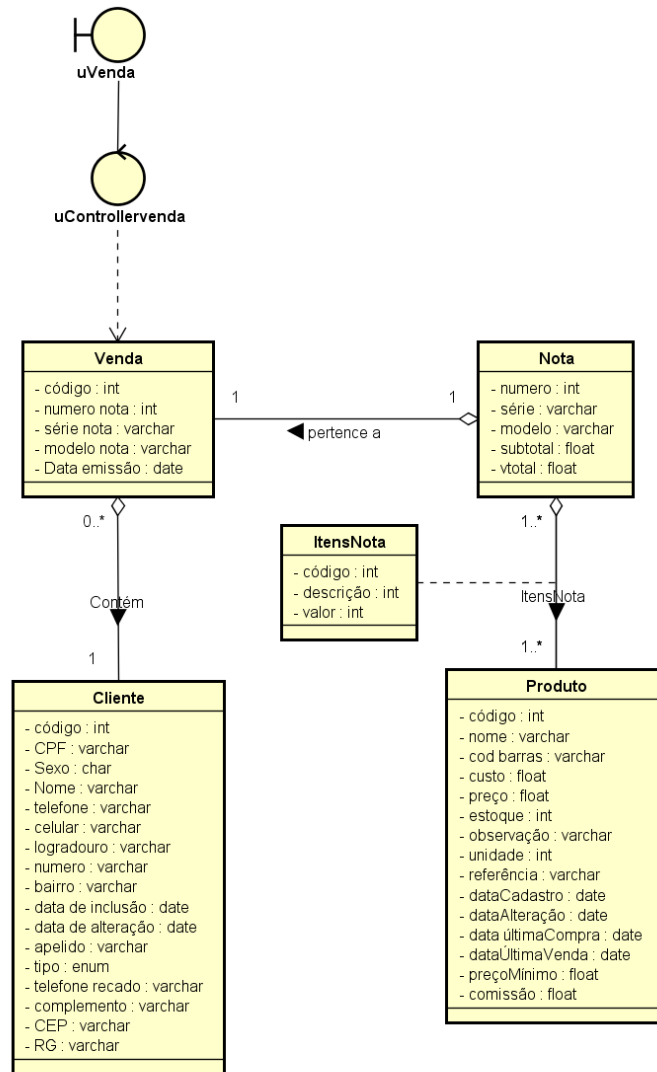 uVenda
uControllervenda
Venda
- código : int
- numero nota : int
- série nota : varchar
- modelo nota : varchar
- Data emissão : date
1
1
pertence a
Nota
- numero : int
- série : varchar
- modelo : varchar
- subtotal : float
- vtotal : float
0..*
Contém
1
ItensNota
- código : int
- descrição : int
- valor : int
1..*
ItensNota
1..*
Cliente
- código : int
- CPF : varchar
- Sexo : char
- Nome : varchar
- telefone : varchar
- celular : varchar
- logradouro : varchar
- numero : varchar
- bairro : varchar
- data de inclusão : date
- data de alteração : date
- apelido : varchar
- tipo : enum
- telefone recado : varchar
- complemento : varchar
- CEP : varchar
- RG : varchar
Produto
- código : int
- nome : varchar
- cod barras : varchar
- custo : float
- preço : float
- estoque : int
- observação : varchar
- unidade : int
- referência : varchar
- dataCadastro : date
- dataAlteração : date
- data últimaCompra : date
- dataÚltimaVenda : date
- preçoMínimo : float
- comissão : float